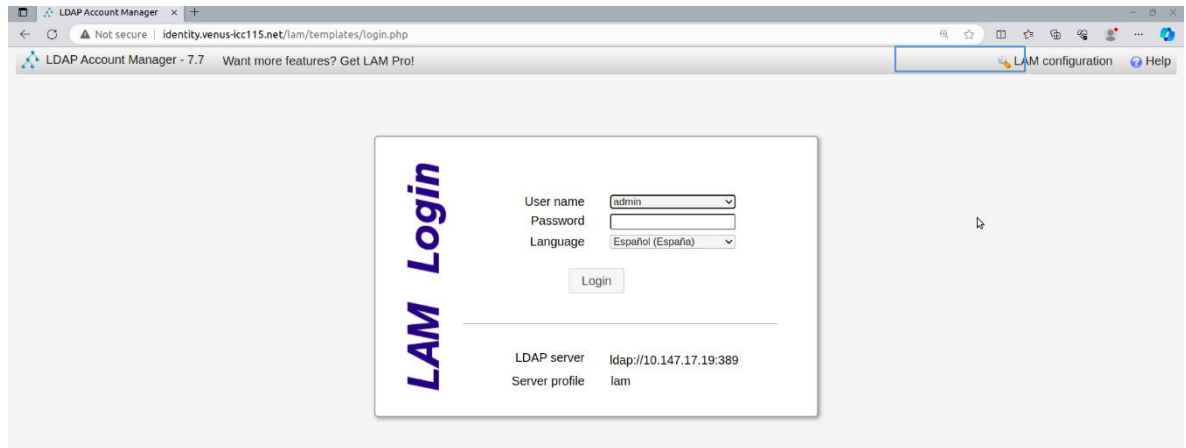 LDAP Account Manager
Not secure identity.venus-icc115.net/lam/templates/login.php
LDAP Account Manager - 7.7 Want more features? Get LAM Pro! LAM configuration Help
LAM Login
User name admin
Password
Language Español (España)
Login
LDAP server ldap://10.147.17.19:389
Server profile lam